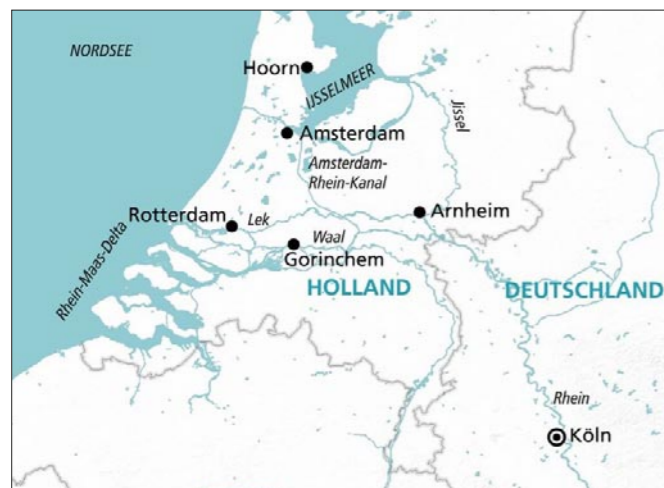 NORDSEE
Hoorn
IJSSELMEER
Amsterdam
Jissel
Amsterdam-
Rhein-Kanal
Rotterdam
Lek
Arnheim
Waal
Gorinchem
Rhein-Maas-Delta
HOLLAND
DEUTSCHLAND
Rhein
Köln